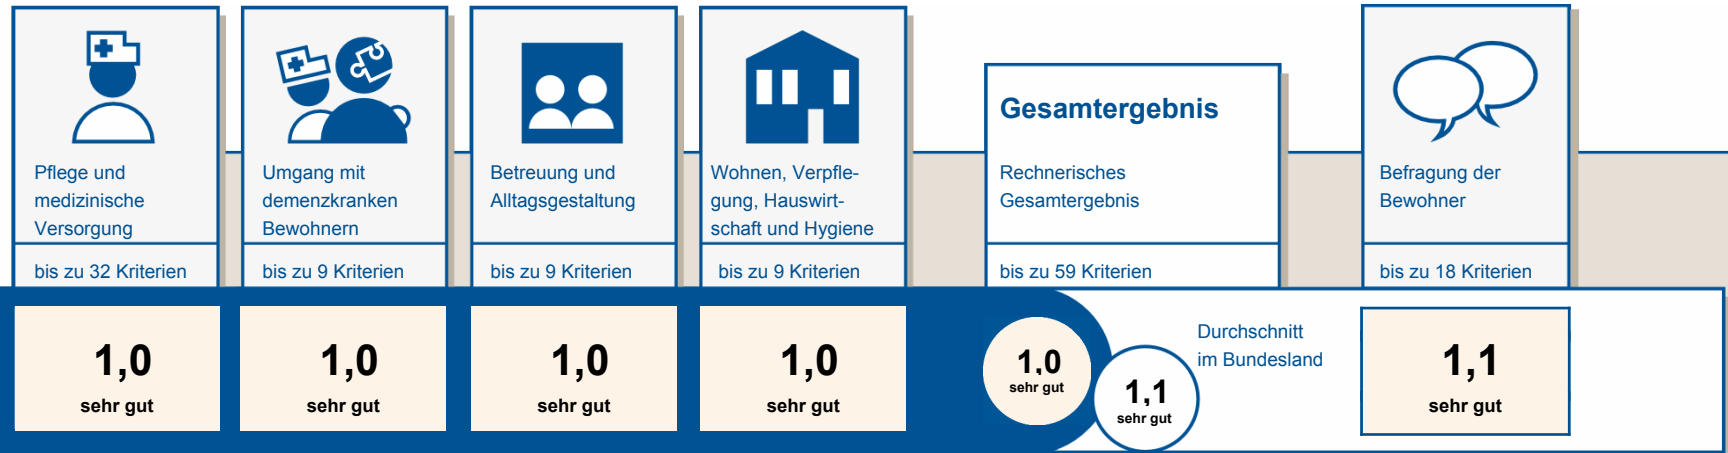 Pflege und
medizinische
Versorgung
bis zu 32 Kriterien
1,0
sehr gut
Umgang mit
demenzkranken
Bewohnern
bis zu 9 Kriterien
1,0
sehr gut
Betreuung und
Alltagsgestaltung
bis zu 9 Kriterien
1,0
sehr gut
Wohnen, Verpfle-
gung, Hauswirt-
schaft und Hygiene
bis zu 9 Kriterien
1,0
sehr gut
Gesamtergebnis
Rechnerisches
Gesamtergebnis
bis zu 59 Kriterien
1,0
sehr gut
1,1
sehr gut
Durchschnitt
im Bundesland
Befragung der
Bewohner
bis zu 18 Kriterien
1,1
sehr gut